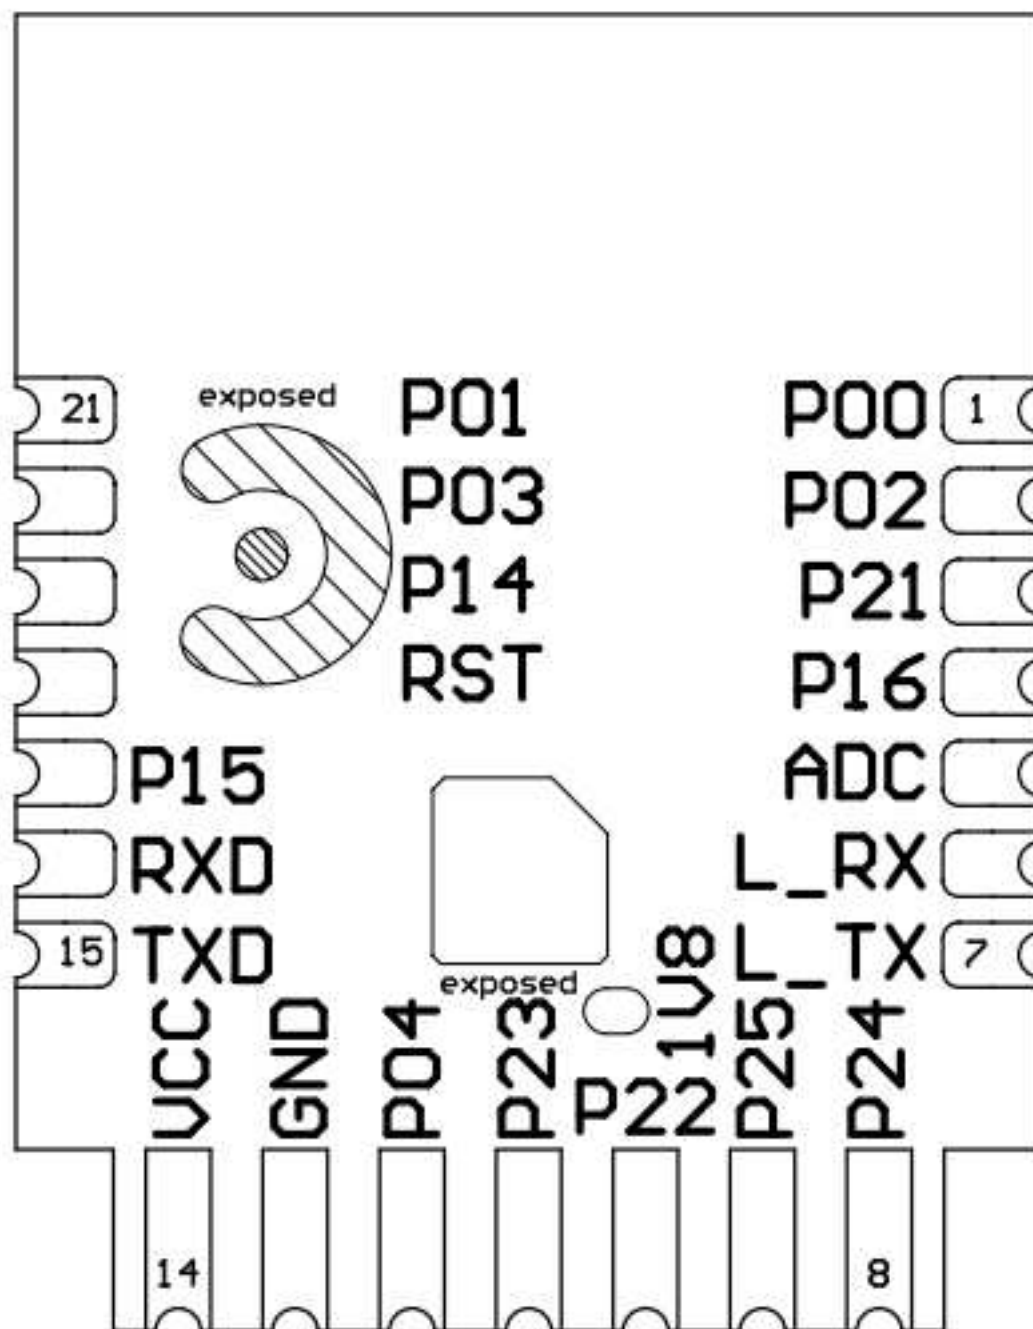 21 exposed P01 P00 1
P03 P02
P14 P21
RST P16
P15 ADC
RXD L_RX
15 TXD L_TX 7
exposed
1V8
VCC GND P04 P23 P22 P25 P24
14 8